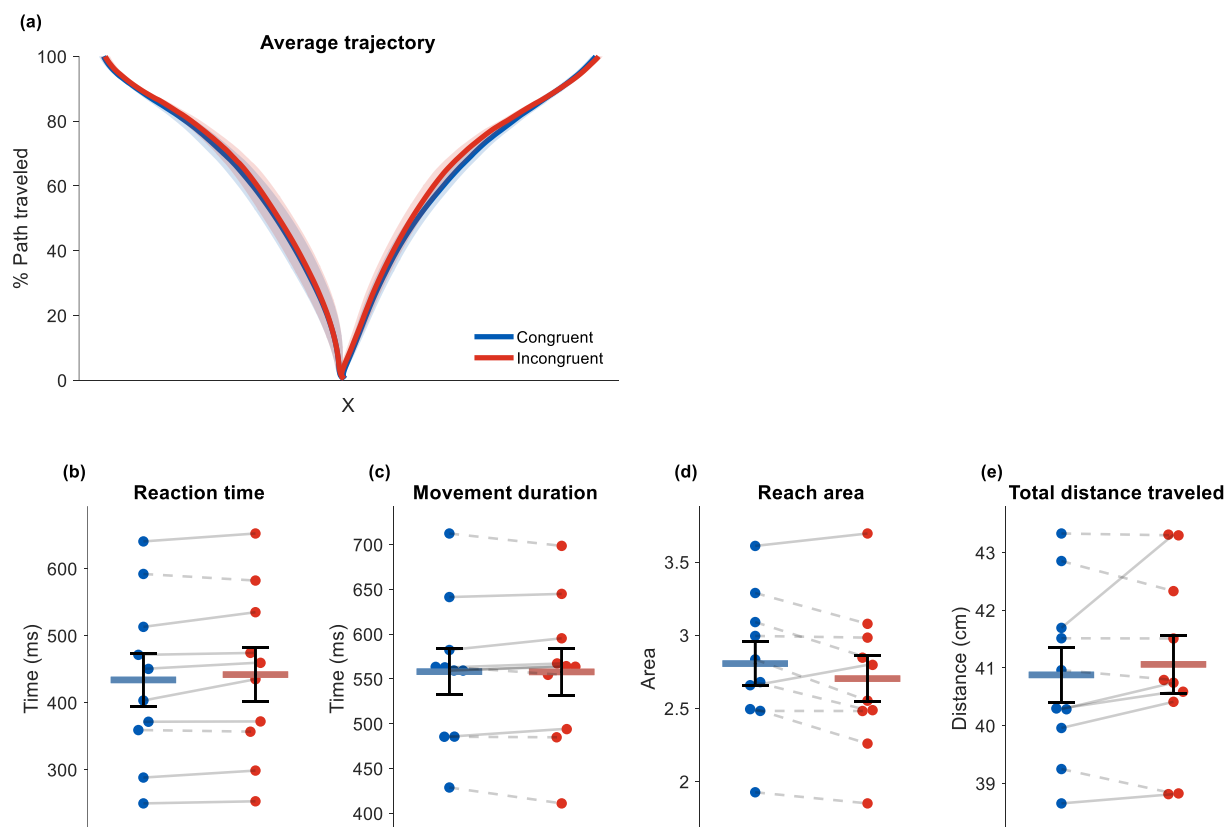 (a)
Average trajectory
% Path traveled
100
80
60
40
20
0
X
Congruent
Incongruent
(b)
Reaction time
Time (ms)
600
500
400
300
(c)
Movement duration
Time (ms)
700
650
600
550
500
450
400
(d)
Reach area
Area
3.5
3
2.5
2
(e)
Total distance traveled
Distance (cm)
43
42
41
40
39